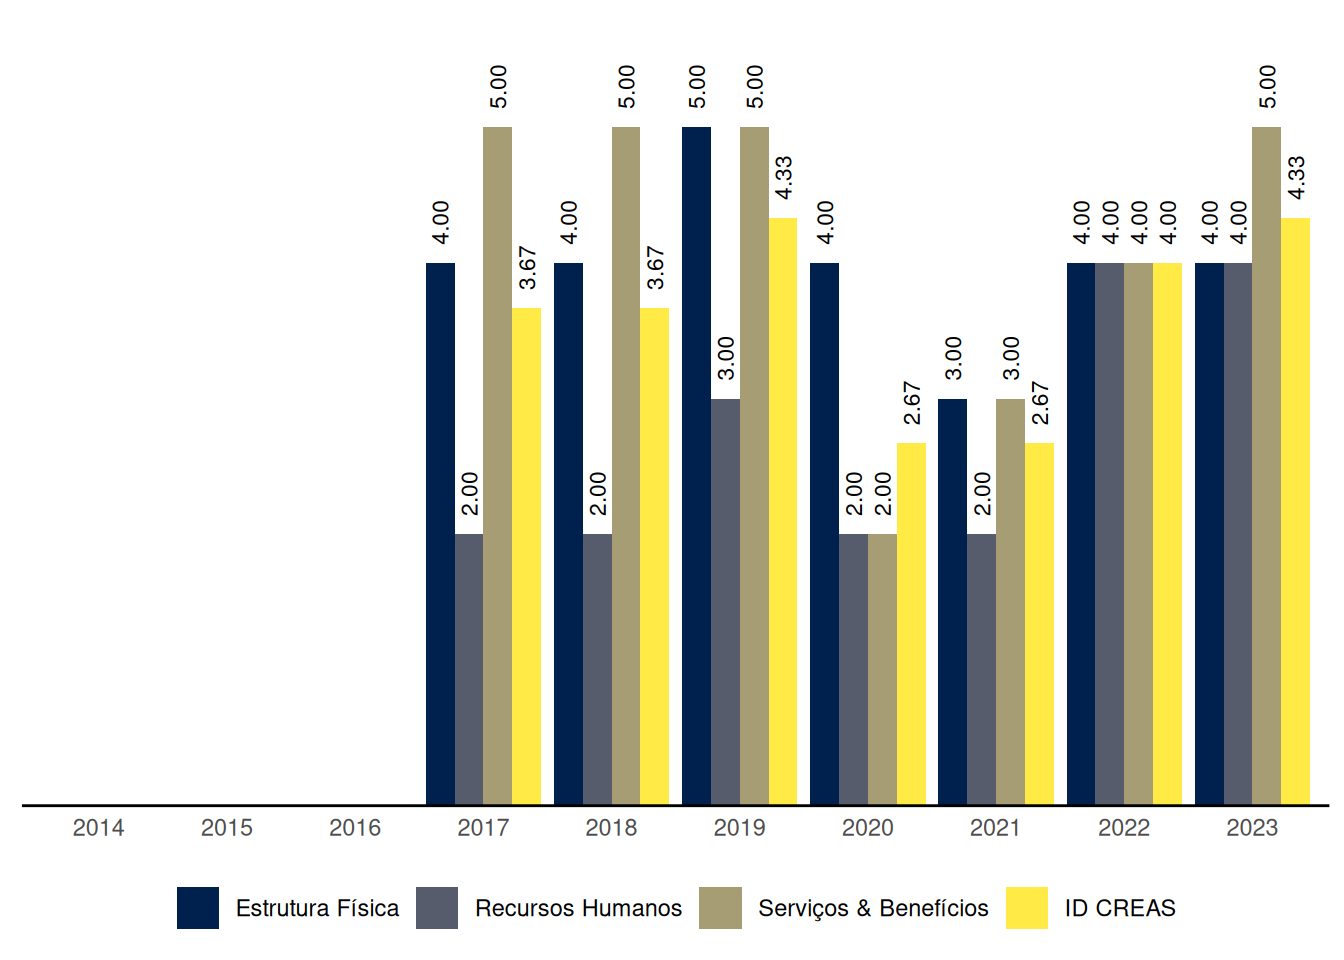 4.00 2.00 5.00 3.67
4.00 2.00 5.00 3.67
5.00 3.00 5.00 4.33
4.00 2.00 2.00 2.67
3.00 2.00 3.00 2.67
4.00 4.00 4.00 4.00
4.00 4.00 5.00 4.33
2014 2015 2016 2017 2018 2019 2020 2021 2022 2023
Estrutura Física Recursos Humanos Serviços & Benefícios ID CREAS